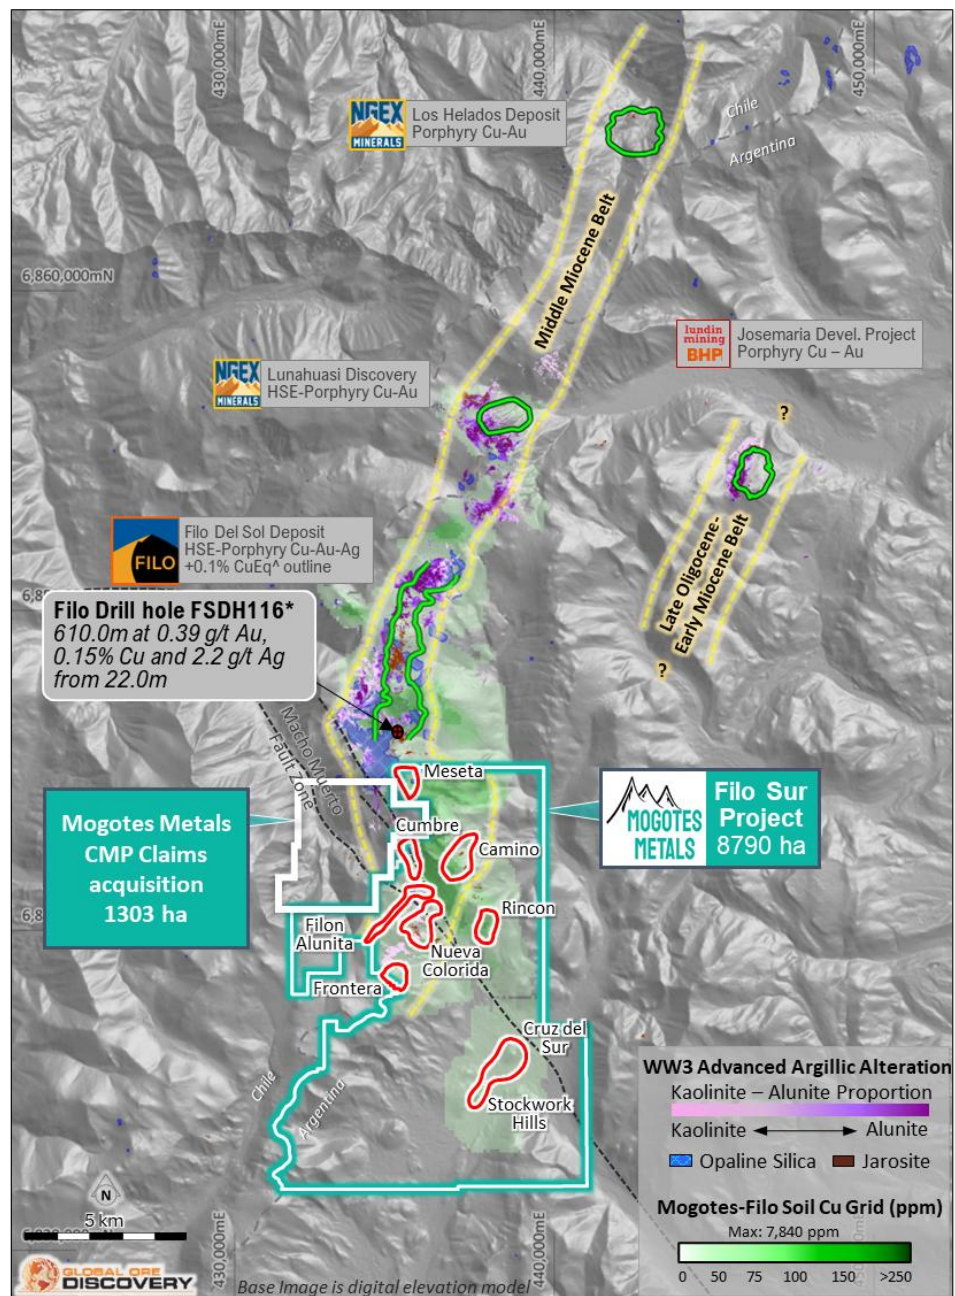 430,000mE
440,000mE
450,000mE
NGEX
MINERALS
Los Helados Deposit
Porphyry Cu-Au
Chile
Argentina
6,860,000mN
Middle Miocene Belt
lundin
mining
BHP
Josemaria Devel. Project
Porphyry Cu – Au
NGEX
MINERALS
Lunahuasi Discovery
HSE-Porphyry Cu-Au
?
FILO
Filo Del Sol Deposit
HSE-Porphyry Cu-Au-Ag
+0.1% CuEq^ outline
Late Oligocene-
Early Miocene Belt
?
Filo Drill hole FSDH116*
610.0m at 0.39 g/t Au,
0.15% Cu and 2.2 g/t Ag
from 22.0m
Macho Muerto
Fault Zone
Meseta
Mogotes Metals
CMP Claims
acquisition
1303 ha
MOGOTES
METALS
Filo Sur
Project
8790 ha
Cumbre
Camino
Rincon
Filon
Alunita
Nueva
Colorida
Frontera
Cruz del
Sur
Stockwork
Hills
Chile
Argentina
WW3 Advanced Argillic Alteration
Kaolinite – Alunite Proportion
Kaolinite Alunite
Opaline Silica Jarosite
Mogotes-Filo Soil Cu Grid (ppm)
Max: 7,840 ppm
0 50 75 100 150 >250
N
5 km
430,000mE
440,000mE
GLOBAL ORE
DISCOVERY
Base Image is digital elevation model